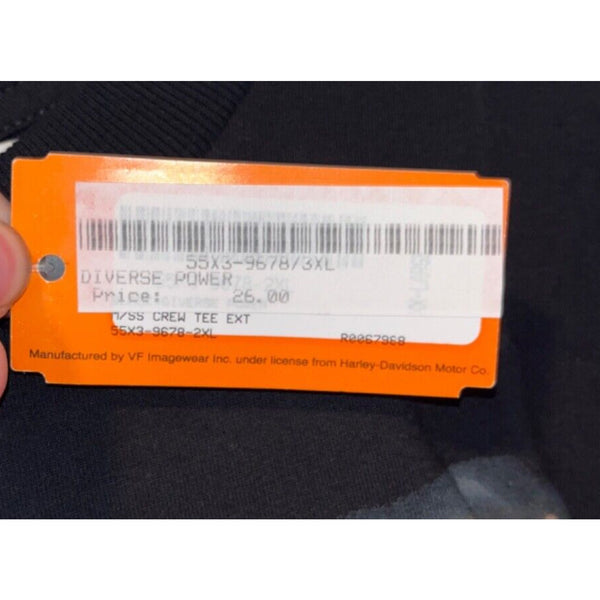 55X3-9678/3XL
DIVERSE POWER
Price: 26.00
M/SS CREW TEE EXT
55X3-9678-2XL R0067968
Manufactured by VF Imagewear Inc. under license from Harley-Davidson Motor Co.